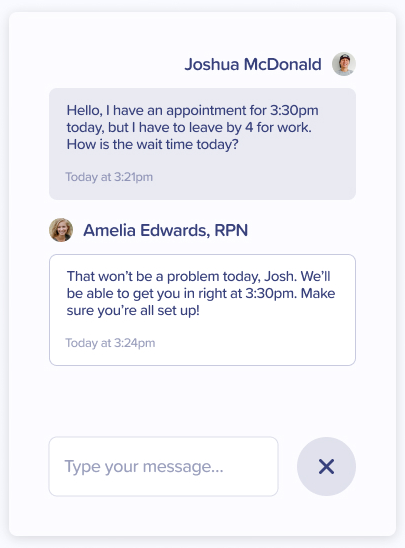 Joshua McDonald
Hello, I have an appointment for 3:30pm
today, but I have to leave by 4 for work.
How is the wait time today?
Today at 3:21pm
Amelia Edwards, RPN
That won’t be a problem today, Josh. We’ll
be able to get you in right at 3:30pm. Make
sure you’re all set up!
Today at 3:24pm
Type your message...